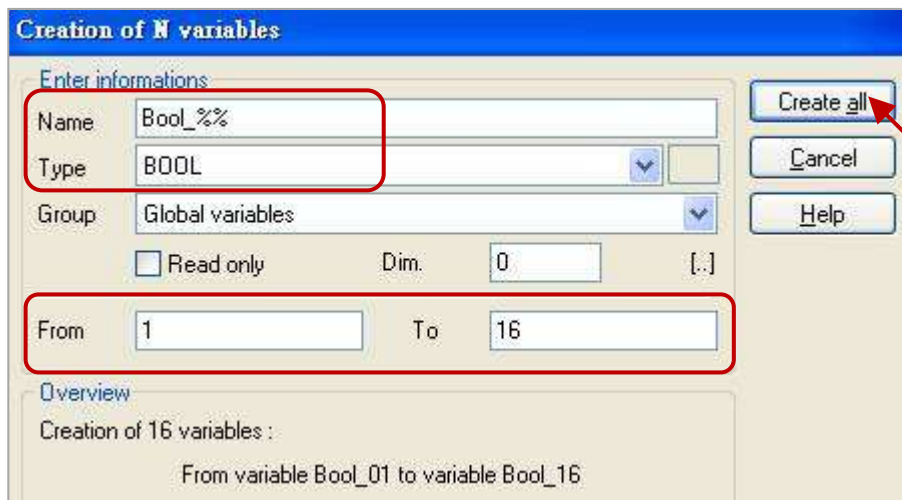 Creation of N variables
Enter informations
Name Bool_%%
Create all
Type BOOL
Cancel
Group Global variables
Help
Read only Dim. 0 [..]
From 1 To 16
Overview
Creation of 16 variables :
From variable Bool_01 to variable Bool_16